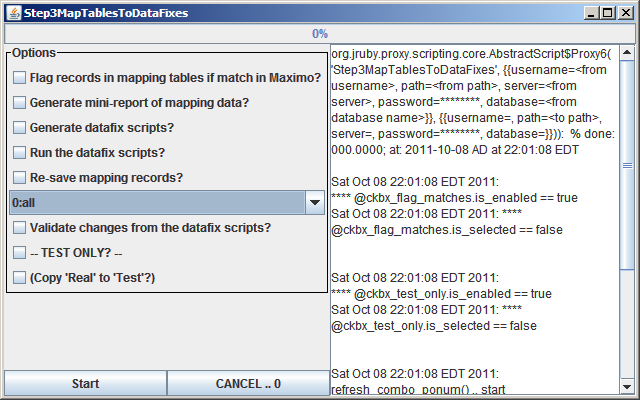 Step3MapTablesToDataFixes
0%
Options
Flag records in mapping tables if match in Maximo?
Generate mini-report of mapping data?
Generate datafix scripts?
Run the datafix scripts?
Re-save mapping records?
0:all
Validate changes from the datafix scripts?
-- TEST ONLY? --
(Copy 'Real' to 'Test'?)
Start
CANCEL .. 0
org.jruby.proxy.scripting.core.AbstractScript$Proxy6(
'Step3MapTablesToDataFixes', {{username=<from
username>, path=<from path>, server=<from
server>, password=********, database=<from
database name>}}, {{username=, path=<to path>,
server=, password=********, database=}})):  % done:
000.0000; at: 2011-10-08 AD at 22:01:08 EDT
Sat Oct 08 22:01:08 EDT 2011:
**** @ckbx_flag_matches.is_enabled == true
Sat Oct 08 22:01:08 EDT 2011: ****
@ckbx_flag_matches.is_selected == false
Sat Oct 08 22:01:08 EDT 2011:
**** @ckbx_test_only.is_enabled == true
Sat Oct 08 22:01:08 EDT 2011: ****
@ckbx_test_only.is_selected == false
Sat Oct 08 22:01:08 EDT 2011:
refresh_combo_ponum() .. start